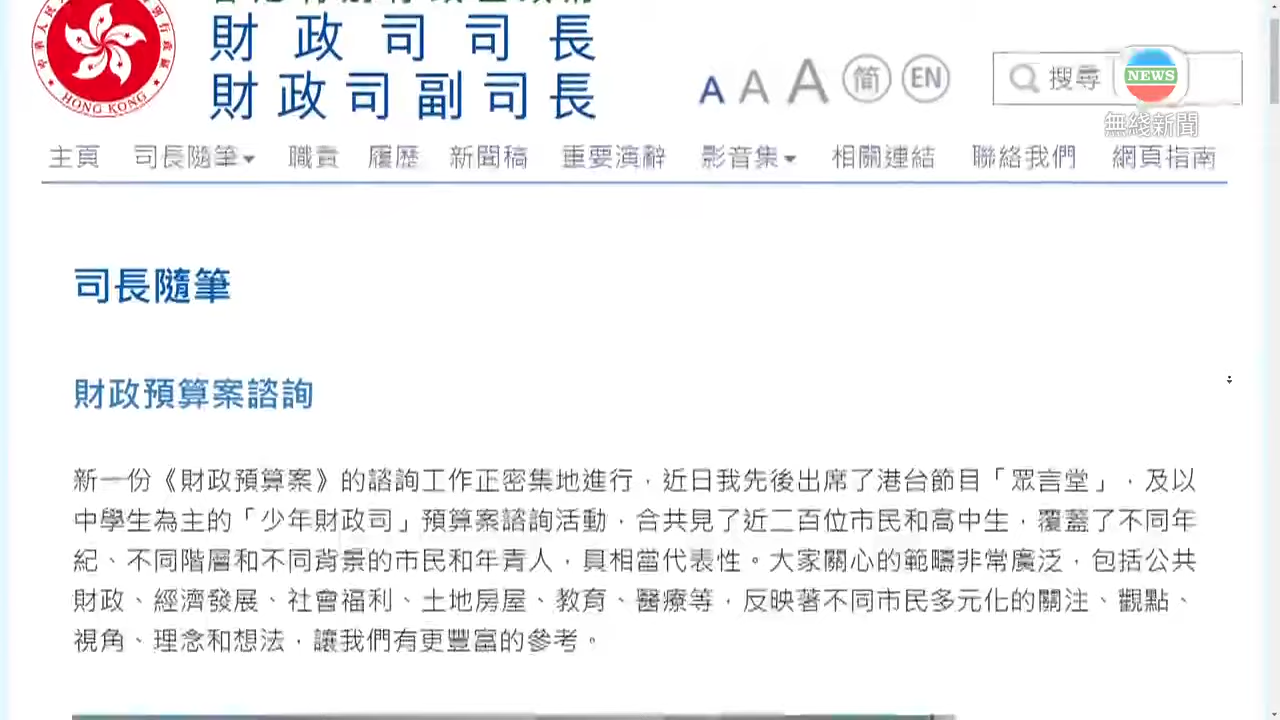 HONG KONG
財政司司長
財政司副司長
A A A 簡 EN
搜尋
NEWS
無綫新聞
主頁 司長隨筆 職責 履歷 新聞稿 重要演辭 影音集 相關連結 聯絡我們 網頁指南
司長隨筆
財政預算案諮詢
新一份《財政預算案》的諮詢工作正密集地進行，近日我先後出席了港台節目「眾言堂」，及以
中學生為主的「少年財政司」預算案諮詢活動，合共見了近二百位市民和高中生，覆蓋了不同年
紀、不同階層和不同背景的市民和年青人，具相當代表性。大家關心的範疇非常廣泛，包括公共
財政、經濟發展、社會福利、土地房屋、教育、醫療等，反映著不同市民多元化的關注、觀點、
視角、理念和想法，讓我們有更豐富的參考。